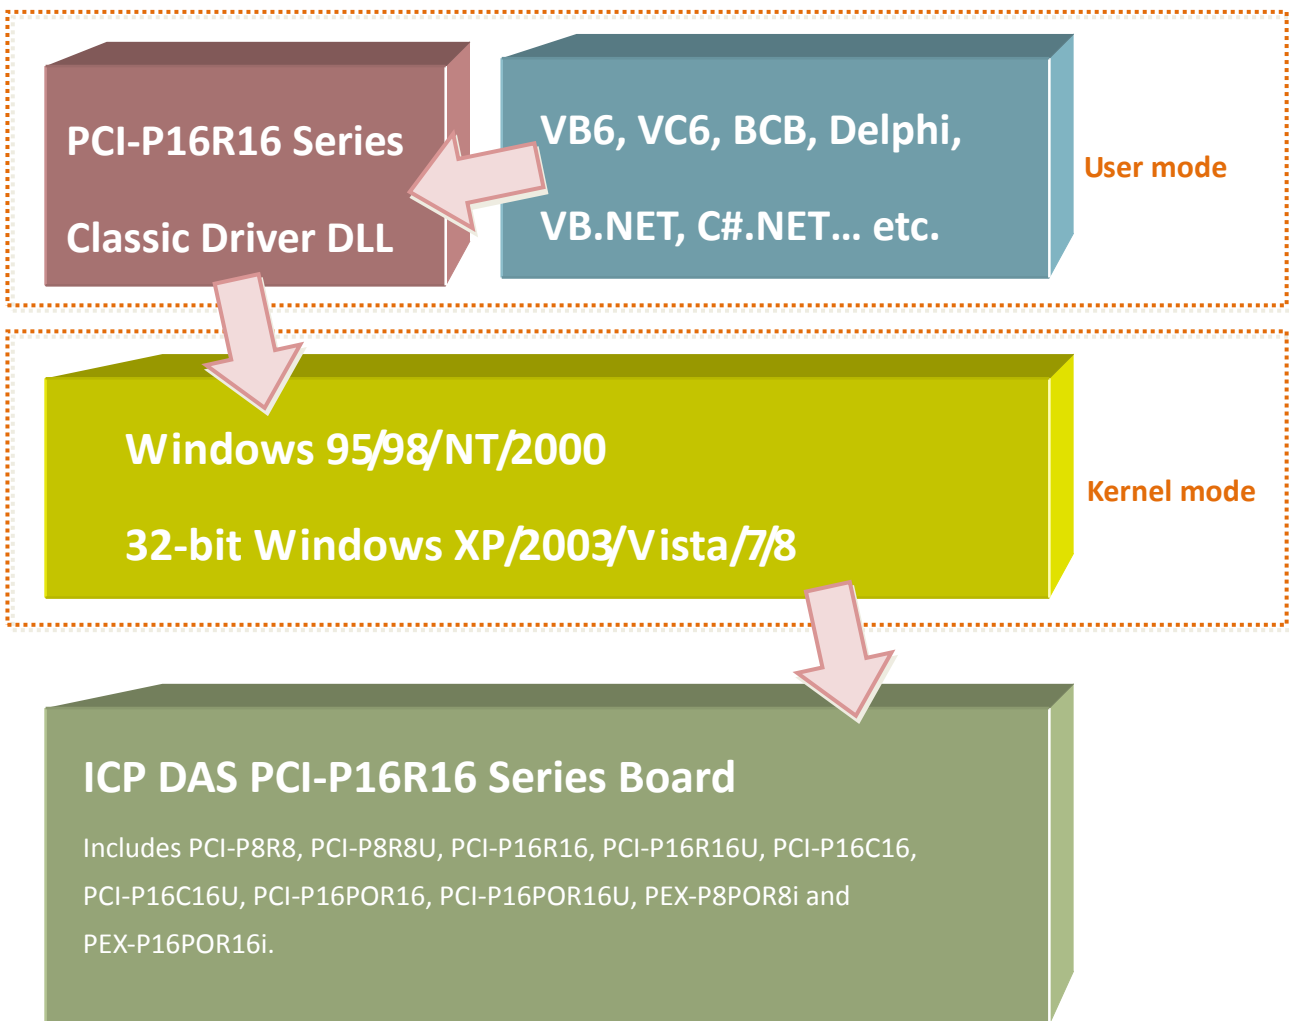 PCI-P16R16 Series
Classic Driver DLL
VB6, VC6, BCB, Delphi,
VB.NET, C#.NET... etc.
User mode
Windows 95/98/NT/2000
32-bit Windows XP/2003/Vista/7/8
Kernel mode
ICP DAS PCI-P16R16 Series Board
Includes PCI-P8R8, PCI-P8R8U, PCI-P16R16, PCI-P16R16U, PCI-P16C16,
PCI-P16C16U, PCI-P16POR16, PCI-P16POR16U, PEX-P8POR8i and
PEX-P16POR16i.